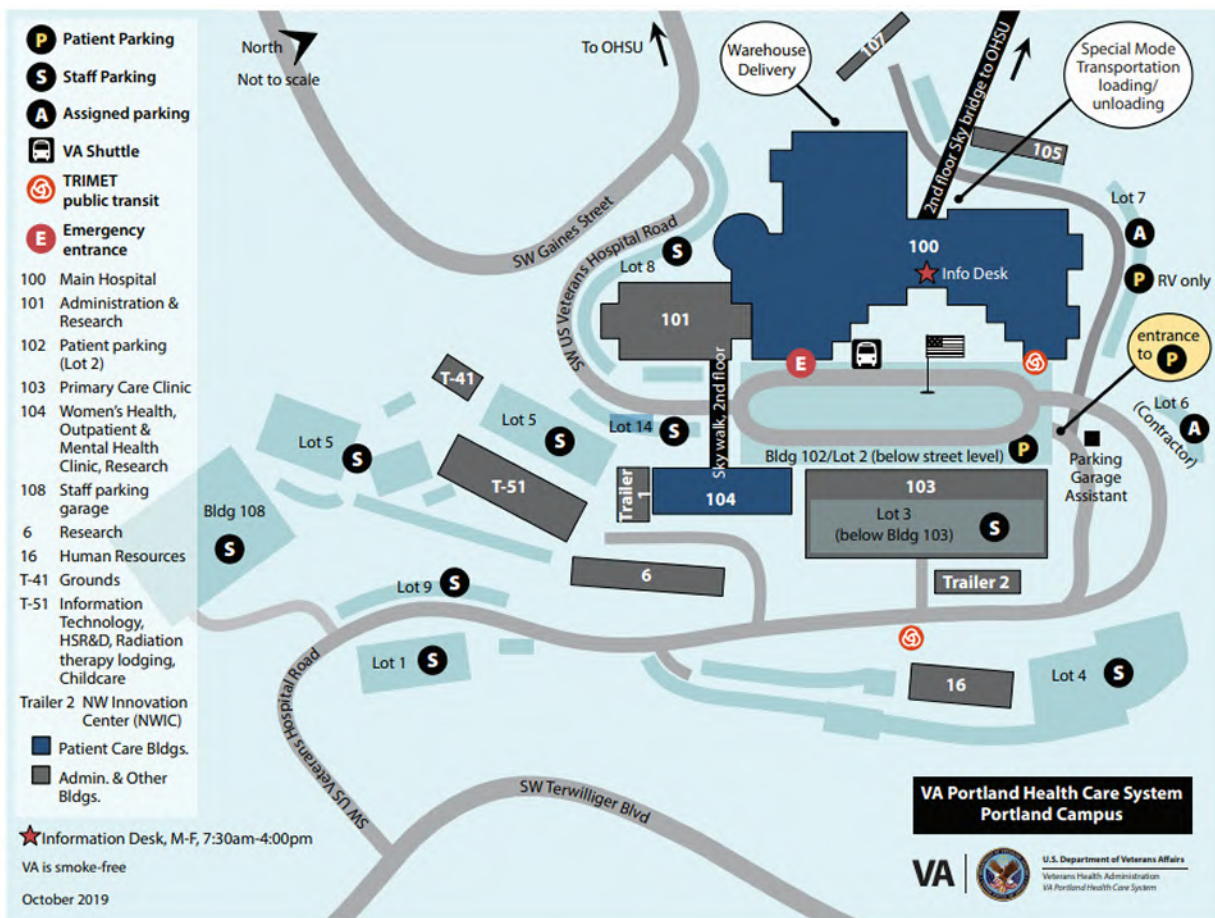 Patient Parking
P
Staff Parking
S
Assigned parking
A
VA Shuttle
TRIMET
public transit
Emergency
entrance
E
100 Main Hospital
101 Administration &
Research
102 Patient parking
(Lot 2)
103 Primary Care Clinic
104 Women's Health,
Outpatient &
Mental Health
Clinic, Research
108 Staff parking
garage
6 Research
16 Human Resources
T-41 Grounds
T-51 Information
Technology,
HSR&D, Radiation
therapy lodging,
Childcare
Trailer 2 NW Innovation
Center (NWIC)
Patient Care Bldgs.
Admin. & Other
Bldgs.
Information Desk, M-F, 7:30am-4:00pm
VA is smoke-free
October 2019
North
Not to scale
To OHSU
Warehouse
Delivery
107
2nd floor Sky bridge to OHSU
Special Mode
Transportation
loading/
unloading
105
Lot 7
A
P RV only
SW Gaines Street
SW US Veterans Hospital Road
Lot 8 S
100
Info Desk
101
entrance
to P
E
Lot 6
(Contractor)
A
T-41
Lot 5 S
Lot 5 S
Lot 14 S
Sky walk, 2nd floor
Bldg 102/Lot 2 (below street level) P
Parking
Garage
Assistant
T-51
Trailer
1
104
103
Lot 3
(below Bldg 103) S
Bldg 108
S
6
Trailer 2
Lot 9 S
Lot 1 S
16
Lot 4 S
SW US Veterans Hospital Road
SW Terwilliger Blvd
VA Portland Health Care System
Portland Campus
VA
U.S. Department of Veterans Affairs
Veterans Health Administration
VA Portland Health Care System